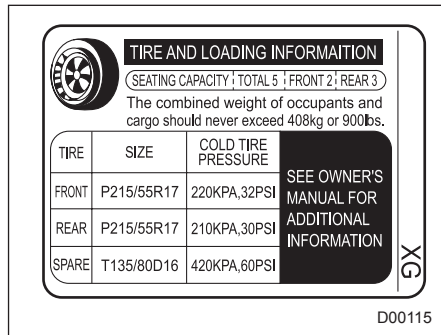 TIRE AND LOADING INFORMAITION
SEATING CAPACITY TOTAL 5 FRONT 2 REAR 3
The combined weight of occupants and
cargo should never exceed 408kg or 900lbs.
TIRE SIZE COLD TIRE PRESSURE
FRONT P215/55R17 220KPA,32PSI
REAR P215/55R17 210KPA,30PSI
SPARE T135/80D16 420KPA,60PSI
SEE OWNER'S
MANUAL FOR
ADDITIONAL
INFORMATION
XG
D00115